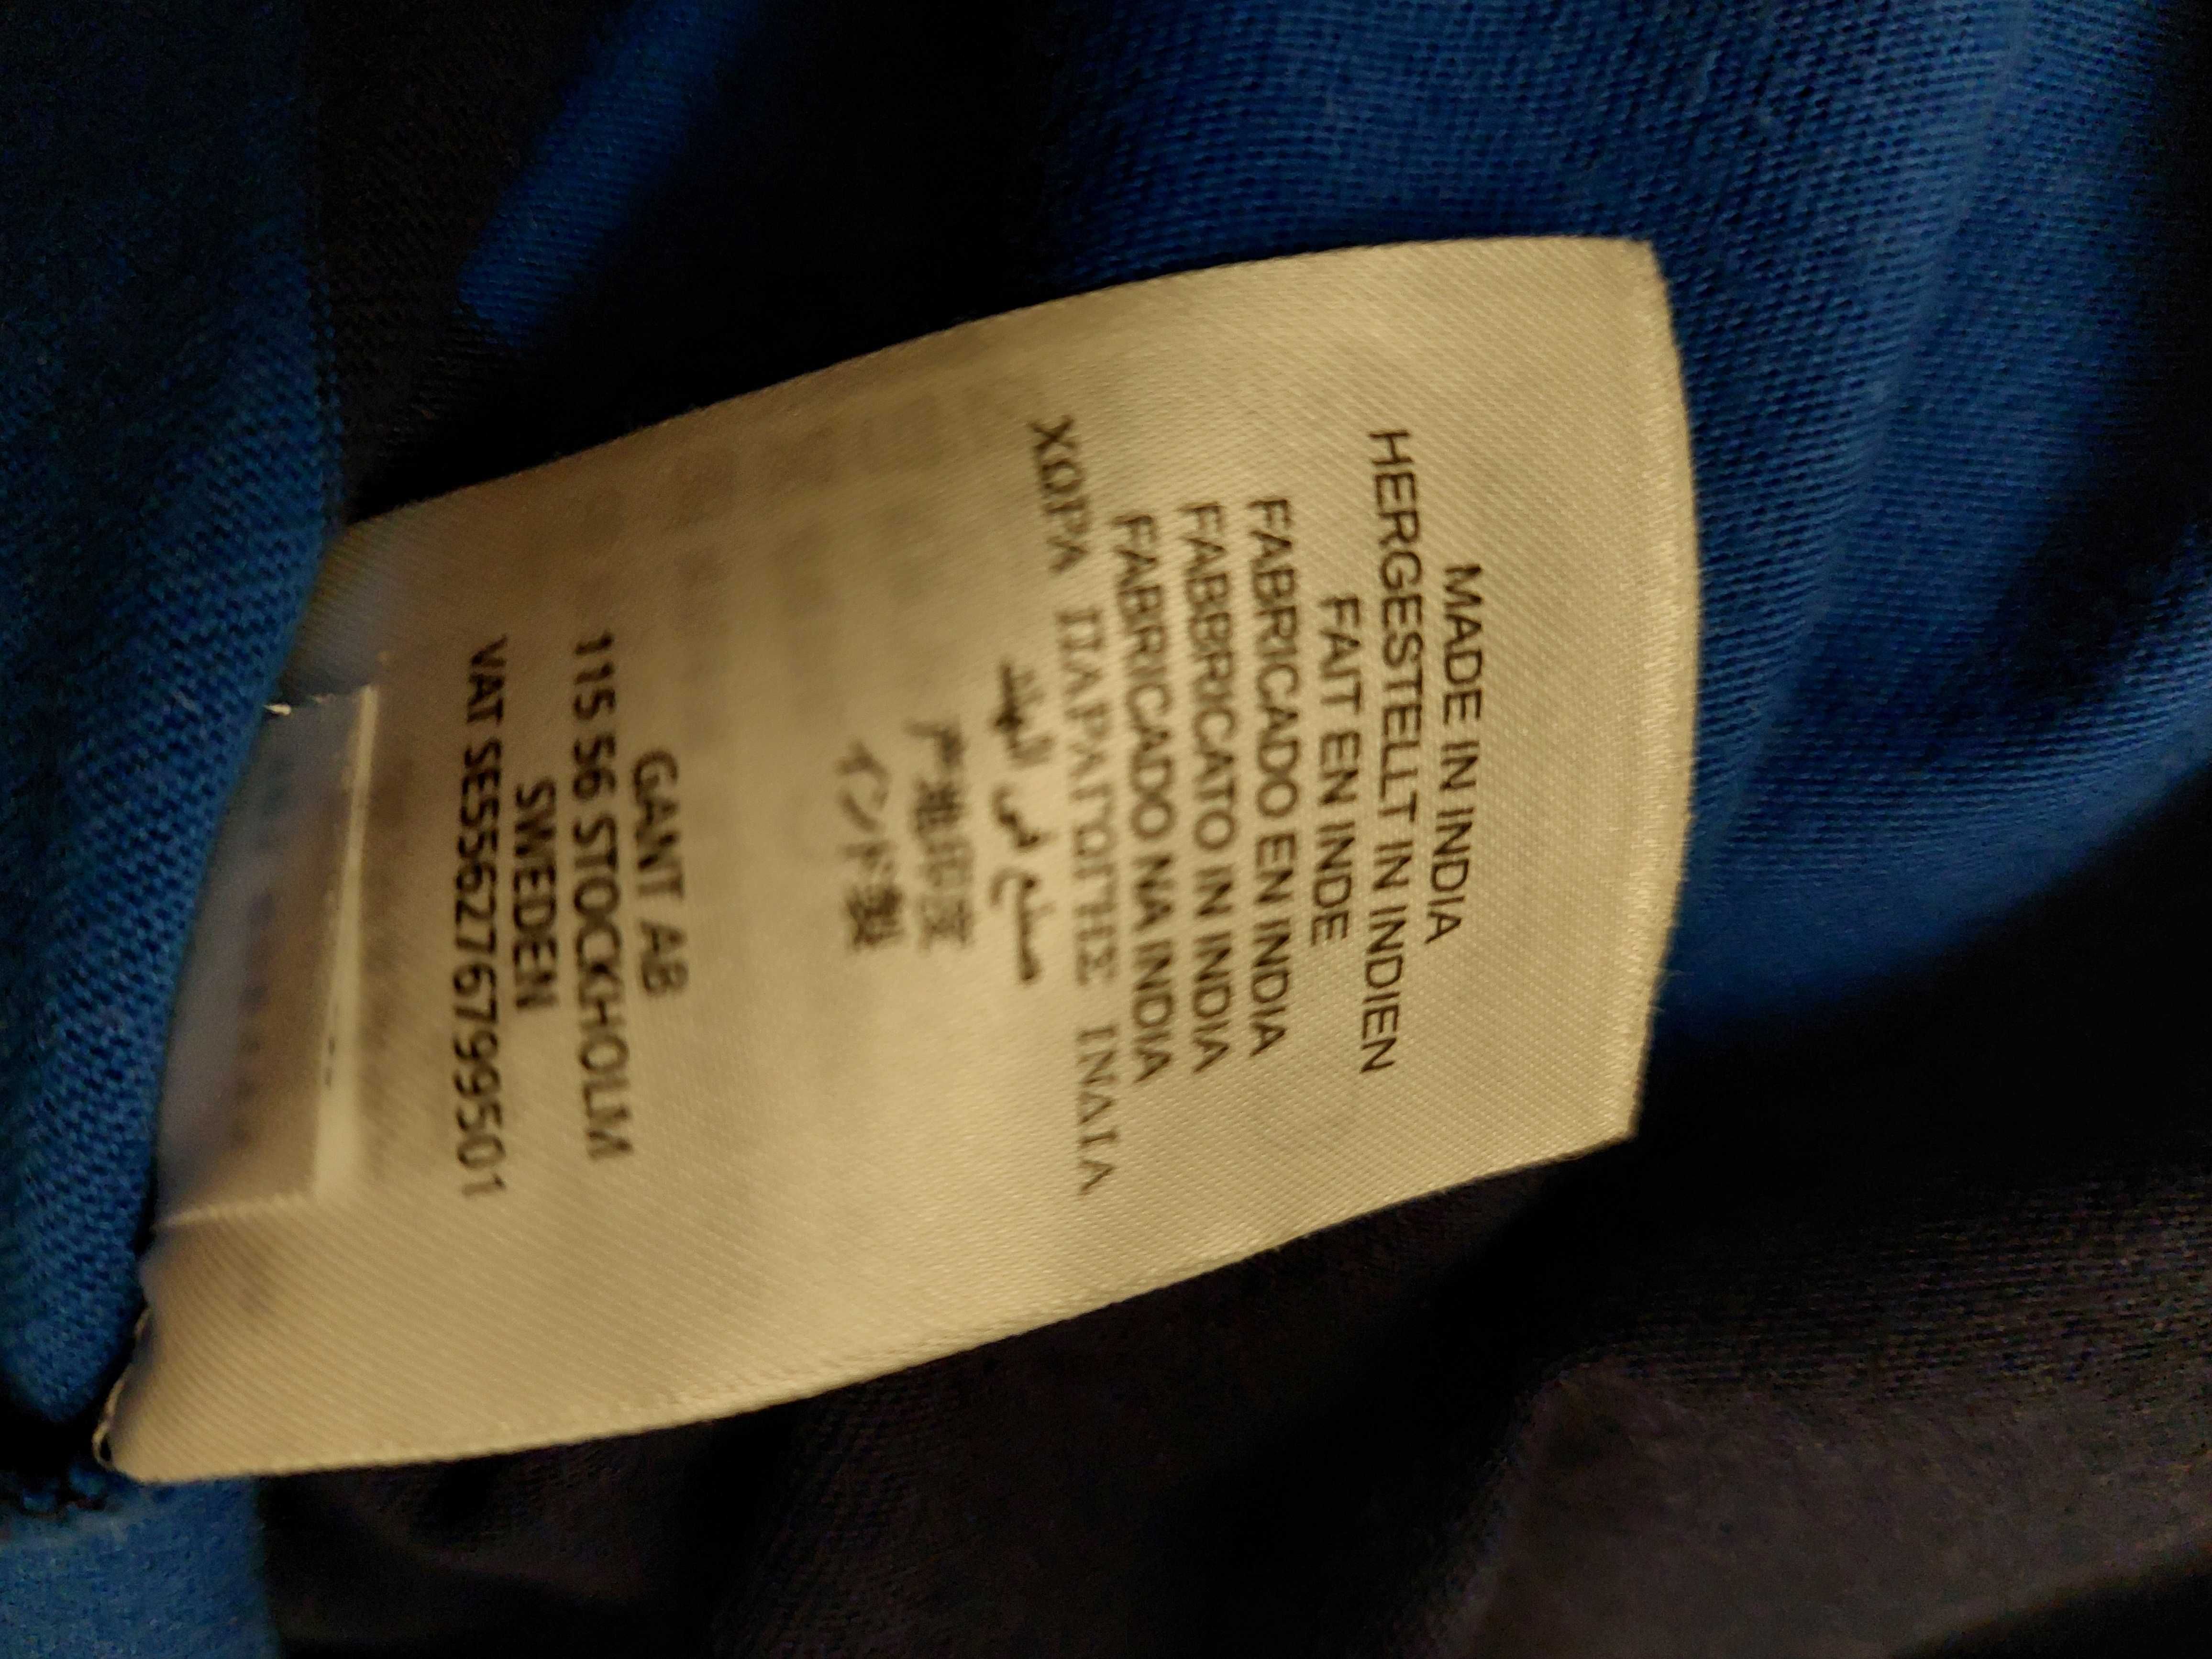 MADE IN INDIA
HERGESTELLT IN INDIEN
FAIT EN INDE
FABRICADO EN INDIA
FABBRICATO IN INDIA
FABRICADO NA INDIA
ΧΩΡΑ ΠΑΡΑΓΩΓΗΣ ΙΝΔΙΑ
صنع في الهند
产地印度
インド製
GANT AB
115 56 STOCKHOLM
SWEDEN
VAT SE556276799501